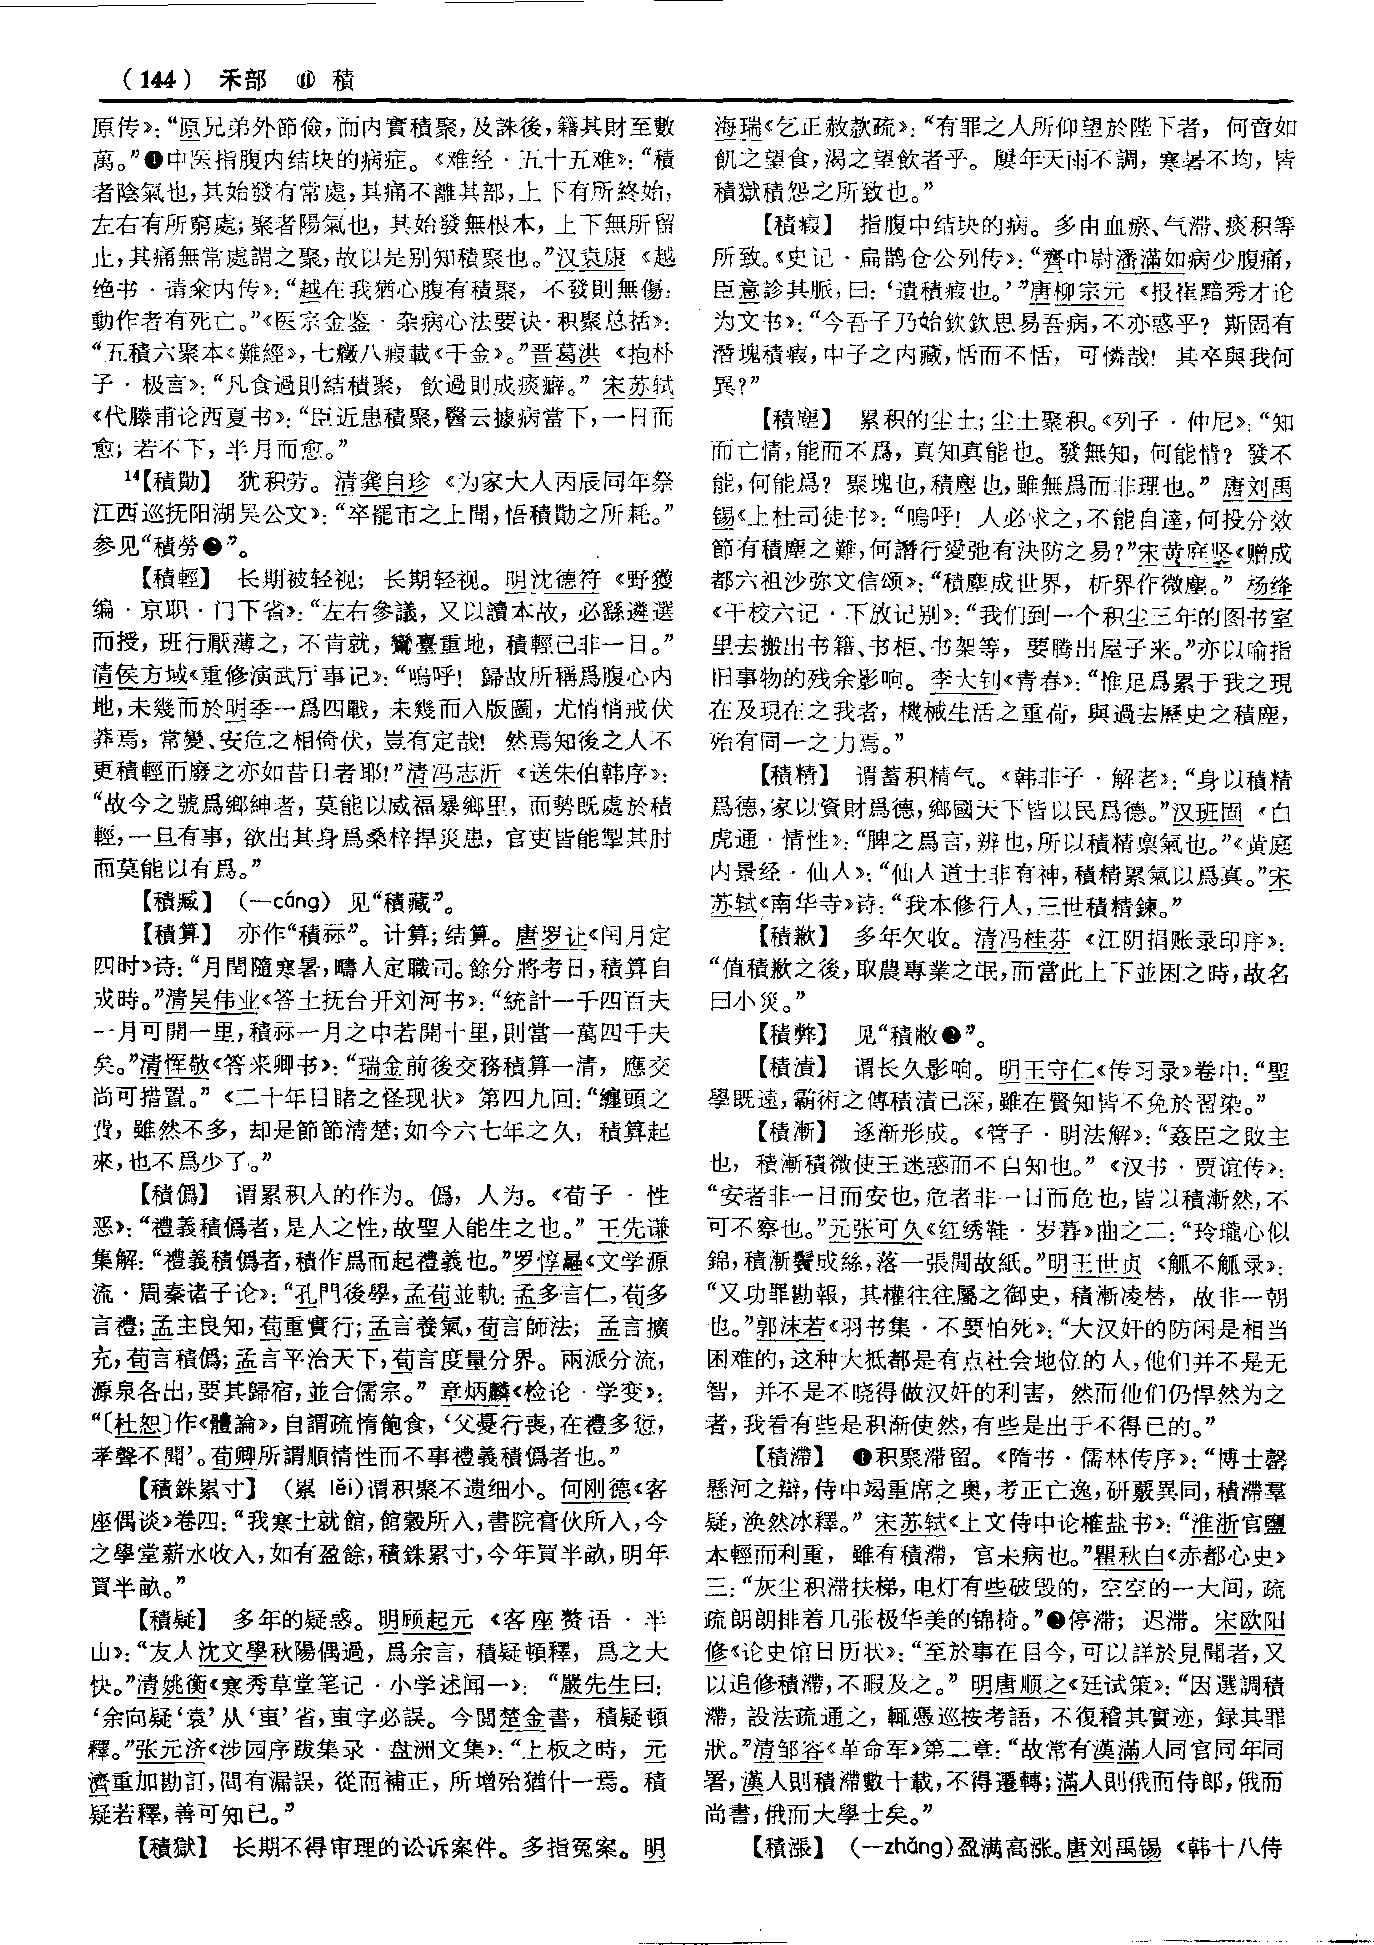 （144） 禾部 ⑪ 積
原传》：“原兄弟外節儉，而内實積聚，及誅後，籍其財至數
萬。”❹中医指腹内结块的病症。《难经·五十五难》：“積
者陰氣也，其始發有常處，其痛不離其部，上下有所終始，
左右有所窮處；聚者陽氣也，其始發無根本，上下無所留
止，其痛無常處謂之聚，故以是别知積聚也。”汉袁康《越
绝书·请籴内传》：“越在我猶心腹有積聚，不發則無傷，
動作者有死亡。”《医宗金鉴·杂病心法要诀·积聚总括》：
“五積六聚本《難經》，七癥八瘕載《千金》。”晋葛洪《抱朴
子·极言》：“凡食過則結積聚，飲過則成痰癖。”宋苏轼
《代滕甫论西夏书》：“臣近患積聚，醫云據病當下，一日而
愈；若不下，半月而愈。”
14【積勩】 犹积劳。清龚自珍《为家大人丙辰同年祭
江西巡抚阳湖吴公文》：“卒罷市之上聞，悟積勩之所耗。”
参见“積勞❷”。
【積輕】 长期被轻视；长期轻视。明沈德符《野獲
编·京职·门下省》：“左右參議，又以讀本故，必繇遴選
而授，班行厭薄之，不肯就，鸞臺重地，積輕已非一日。”
清侯方域《重修演武厅事记》：“嗚呼！歸故所稱爲腹心内
地，未幾而於明季一爲四戰，未幾而入版圖，尤悄悄戒伏
莽焉，常變、安危之相倚伏，豈有定哉！然焉知後之人不
更積輕而廢之亦如昔日者耶！”清冯志沂《送朱伯韩序》：
“故今之號爲鄉紳者，莫能以威福暴鄉里，而勢既處於積
輕，一旦有事，欲出其身爲桑梓捍災患，官吏皆能掣其肘
而莫能以有爲。”
【積臧】 （—cáng）见“積藏”。
【積算】 亦作“積祘”。计算；结算。唐罗让《闰月定
四时》诗：“月閏隨寒暑，疇人定職司。餘分將考日，積算自
成時。”清吴伟业《答土抚台开刘河书》：“統計一千四百夫
一月可開一里，積祘一月之中若開十里，則當一萬四千夫
矣。”清恽敬《答来卿书》：“瑞金前後交務積算一清，應交
尚可措置。”《二十年目睹之怪现状》第四九回：“纏頭之
貲，雖然不多，却是節節清楚；如今六七年之久，積算起
來，也不爲少了。”
【積僞】 谓累积人的作为。僞，人为。《荀子·性
恶》：“禮義積僞者，是人之性，故聖人能生之也。”王先谦
集解：“禮義積僞者，積作爲而起禮義也。”罗惇曧《文学源
流·周秦诸子论》：“孔門後學，孟荀並軌：孟多言仁，荀多
言禮；孟主良知，荀重實行；孟言養氣，荀言師法；孟言擴
充，荀言積僞；孟言平治天下，荀言度量分界。兩派分流，
源泉各出，要其歸宿，並合儒宗。”章炳麟《检论·学变》：
“〔杜恕〕作《體論》，自謂疏惰飽食，‘父憂行喪，在禮多愆，
孝聲不聞’。荀卿所謂順情性而不事禮義積僞者也。”
【積銖累寸】 （累 lěi）谓积聚不遗细小。何刚德《客
座偶谈》卷四：“我寒士就館，館穀所入，書院膏伙所入，今
之學堂薪水收入，如有盈餘，積銖累寸，今年買半畝，明年
買半畝。”
【積疑】 多年的疑惑。明顾起元《客座赘语·半
山》：“友人沈文學秋陽偶過，爲余言，積疑頓釋，爲之大
快。”清姚衡《寒秀草堂笔记·小学述闻一》：“嚴先生曰：
‘余向疑‘袁’从‘叀’省，叀字必誤。今閲楚金書，積疑頓
釋。”张元济《涉园序跋集录·盘洲文集》：“上板之時，元
濟重加勘訂，間有漏誤，從而補正，所增殆猶什一焉。積
疑若釋，善可知已。”
【積獄】 长期不得审理的讼诉案件。多指冤案。明
海瑞《乞正赦款疏》：“有罪之人所仰望於陛下者，何啻如
飢之望食，渴之望飲者乎。屢年天雨不調，寒暑不均，皆
積獄積怨之所致也。”
【積瘕】 指腹中结块的病。多由血瘀、气滞、痰积等
所致。《史记·扁鹊仓公列传》：“齊中尉潘滿如病少腹痛，
臣意診其脈，曰：‘遺積瘕也。’”唐柳宗元《报崔黯秀才论
为文书》：“今吾子乃始欽欽思易吾病，不亦惑乎？斯固有
潛塊積瘕，中子之内藏，恬而不悟，可憐哉！其卒與我何
異？”
【積塵】 累积的尘土；尘土聚积。《列子·仲尼》：“知
而亡情，能而不爲，真知真能也。發無知，何能情？發不
能，何能爲？聚塊也，積塵也，雖無爲而非理也。”唐刘禹
锡《上杜司徒书》：“嗚呼！人必求之，不能自達，何投分效
節有積塵之難，何譖行愛弛有決防之易？”宋黄庭坚《赠成
都六祖沙弥文信颂》：“積塵成世界，析界作微塵。”杨绛
《干校六记·下放记别》：“我们到一个积尘三年的图书室
里去搬出书籍、书柜、书架等，要腾出屋子来。”亦以喻指
旧事物的残余影响。李大钊《青春》：“惟足爲累于我之現
在及現在之我者，機械生活之重荷，與過去歷史之積塵，
殆有同一之力焉。”
【積精】 谓蓄积精气。《韩非子·解老》：“身以積精
爲德，家以資財爲德，鄉國天下皆以民爲德。”汉班固《白
虎通·情性》：“脾之爲言，辨也，所以積精禀氣也。”《黄庭
内景经·仙人》：“仙人道士非有神，積精累氣以爲真。”宋
苏轼《南华寺》诗：“我本修行人，三世積精鍊。”
【積歉】 多年欠收。清冯桂芬《江阴捐账录印序》：
“值積歉之後，取農專業之氓，而當此上下並困之時，故名
曰小災。”
【積弊】 见“積敝❷”。
【積漬】 谓长久影响。明王守仁《传习录》卷中：“聖
學既遠，霸術之傳積漬已深，雖在賢知皆不免於習染。”
【積漸】 逐渐形成。《管子·明法解》：“姦臣之敗主
也，積漸積微使王迷惑而不自知也。”《汉书·贾谊传》：
“安者非一日而安也，危者非一日而危也，皆以積漸然，不
可不察也。”元张可久《红绣鞋·岁暮》曲之二：“玲瓏心似
錦，積漸鬢成絲，落一張閒故紙。”明王世贞《觚不觚录》：
“又功罪勘報，其權往往屬之御史，積漸凌替，故非一朝
也。”郭沫若《羽书集·不要怕死》：“大汉奸的防闲是相当
困难的，这种大抵都是有点社会地位的人，他们并不是无
智，并不是不晓得做汉奸的利害，然而他们仍悍然为之
者，我看有些是积渐使然，有些是出于不得已的。”
【積滯】 ❶积聚滞留。《隋书·儒林传序》：“博士罄
懸河之辯，侍中竭重席之奥，考正亡逸，研覈異同，積滯羣
疑，渙然冰釋。”宋苏轼《上文侍中论榷盐书》：“淮浙官鹽
本輕而利重，雖有積滯，官未病也。”瞿秋白《赤都心史》
三：“灰尘积滞扶梯，电灯有些破毁的，空空的一大间，疏
疏朗朗排着几张极华美的锦椅。”❷停滞；迟滞。宋欧阳
修《论史馆日历状》：“至於事在目今，可以詳於見聞者，又
以追修積滯，不暇及之。”明唐顺之《廷试策》：“因選調積
滯，設法疏通之，輒憑巡按考語，不復稽其實迹，録其罪
狀。”清邹容《革命军》第二章：“故常有漢滿人同官同年同
署，漢人則積滯數十載，不得遷轉；滿人則俄而侍郎，俄而
尚書，俄而大學士矣。”
【積漲】 （—zhǎng）盈满高涨。唐刘禹锡《韩十八侍